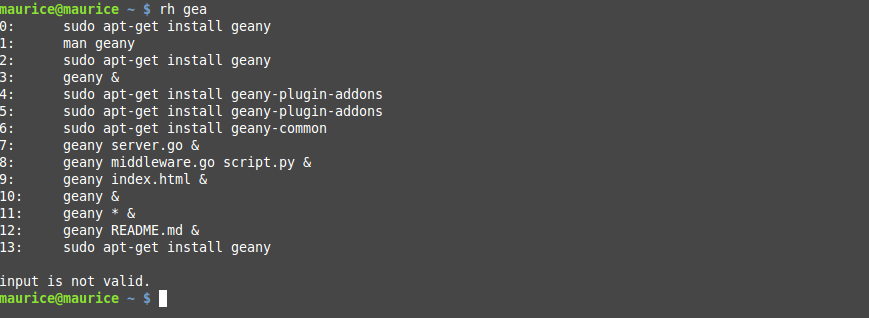 maurice@maurice ~ $ rh gea
0: sudo apt-get install geany
1: man geany
2: sudo apt-get install geany
3: geany &
4: sudo apt-get install geany-plugin-addons
5: sudo apt-get install geany-plugin-addons
6: sudo apt-get install geany-common
7: geany server.go &
8: geany middleware.go script.py &
9: geany index.html &
10: geany &
11: geany * &
12: geany README.md &
13: sudo apt-get install geany
input is not valid.
maurice@maurice ~ $